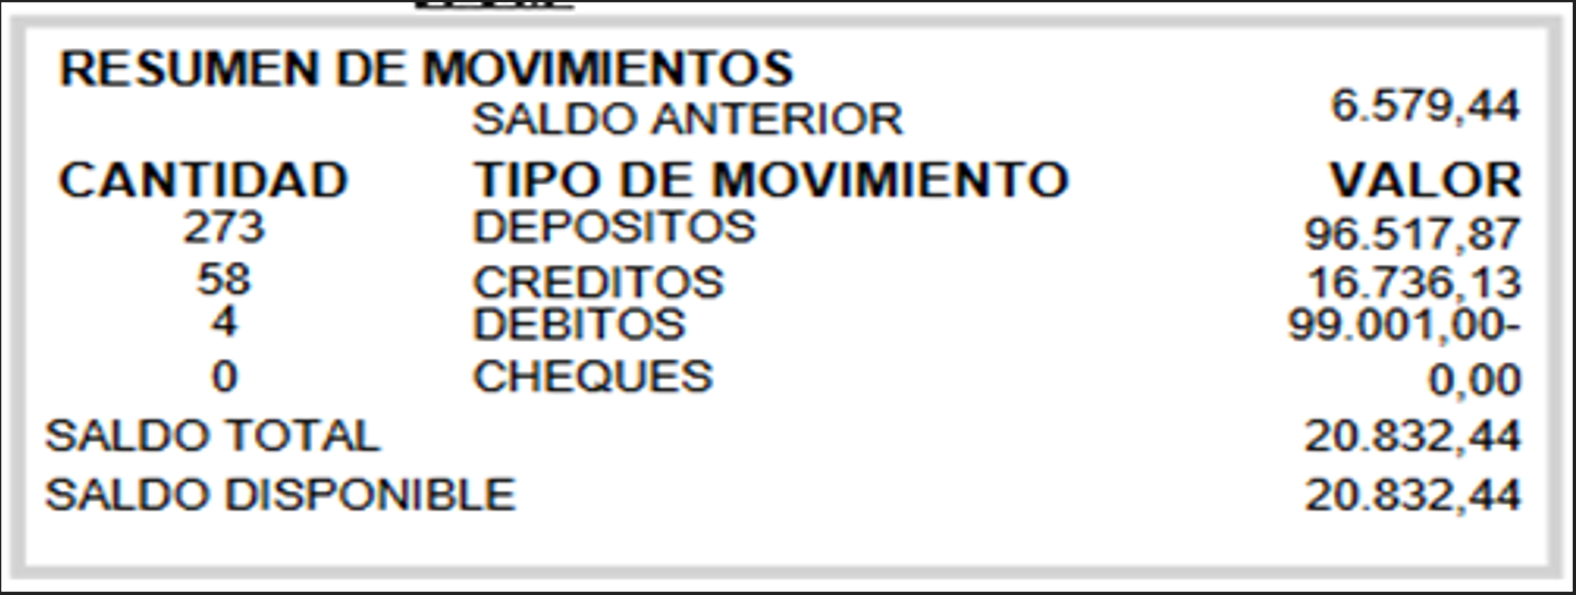 RESUMEN DE MOVIMIENTOS
SALDO ANTERIOR 6.579,44
CANTIDAD TIPO DE MOVIMIENTO VALOR
273 DEPOSITOS 96.517,87
58 CREDITOS 16.736,13
4 DEBITOS 99.001,00-
0 CHEQUES 0,00
SALDO TOTAL 20.832,44
SALDO DISPONIBLE 20.832,44